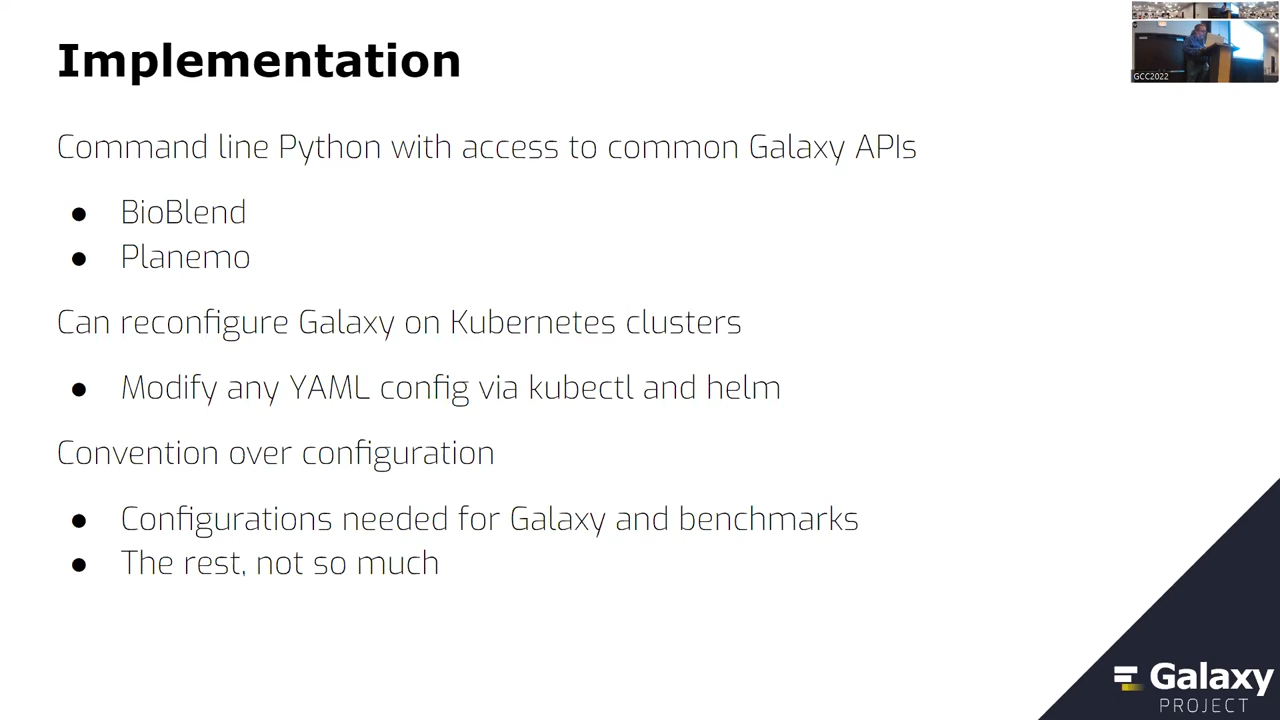 Implementation
GCC2022
Command line Python with access to common Galaxy APIs
● BioBlend
● Planemo
Can reconfigure Galaxy on Kubernetes clusters
● Modify any YAML config via kubectl and helm
Convention over configuration
● Configurations needed for Galaxy and benchmarks
● The rest, not so much
Galaxy
PROJECT